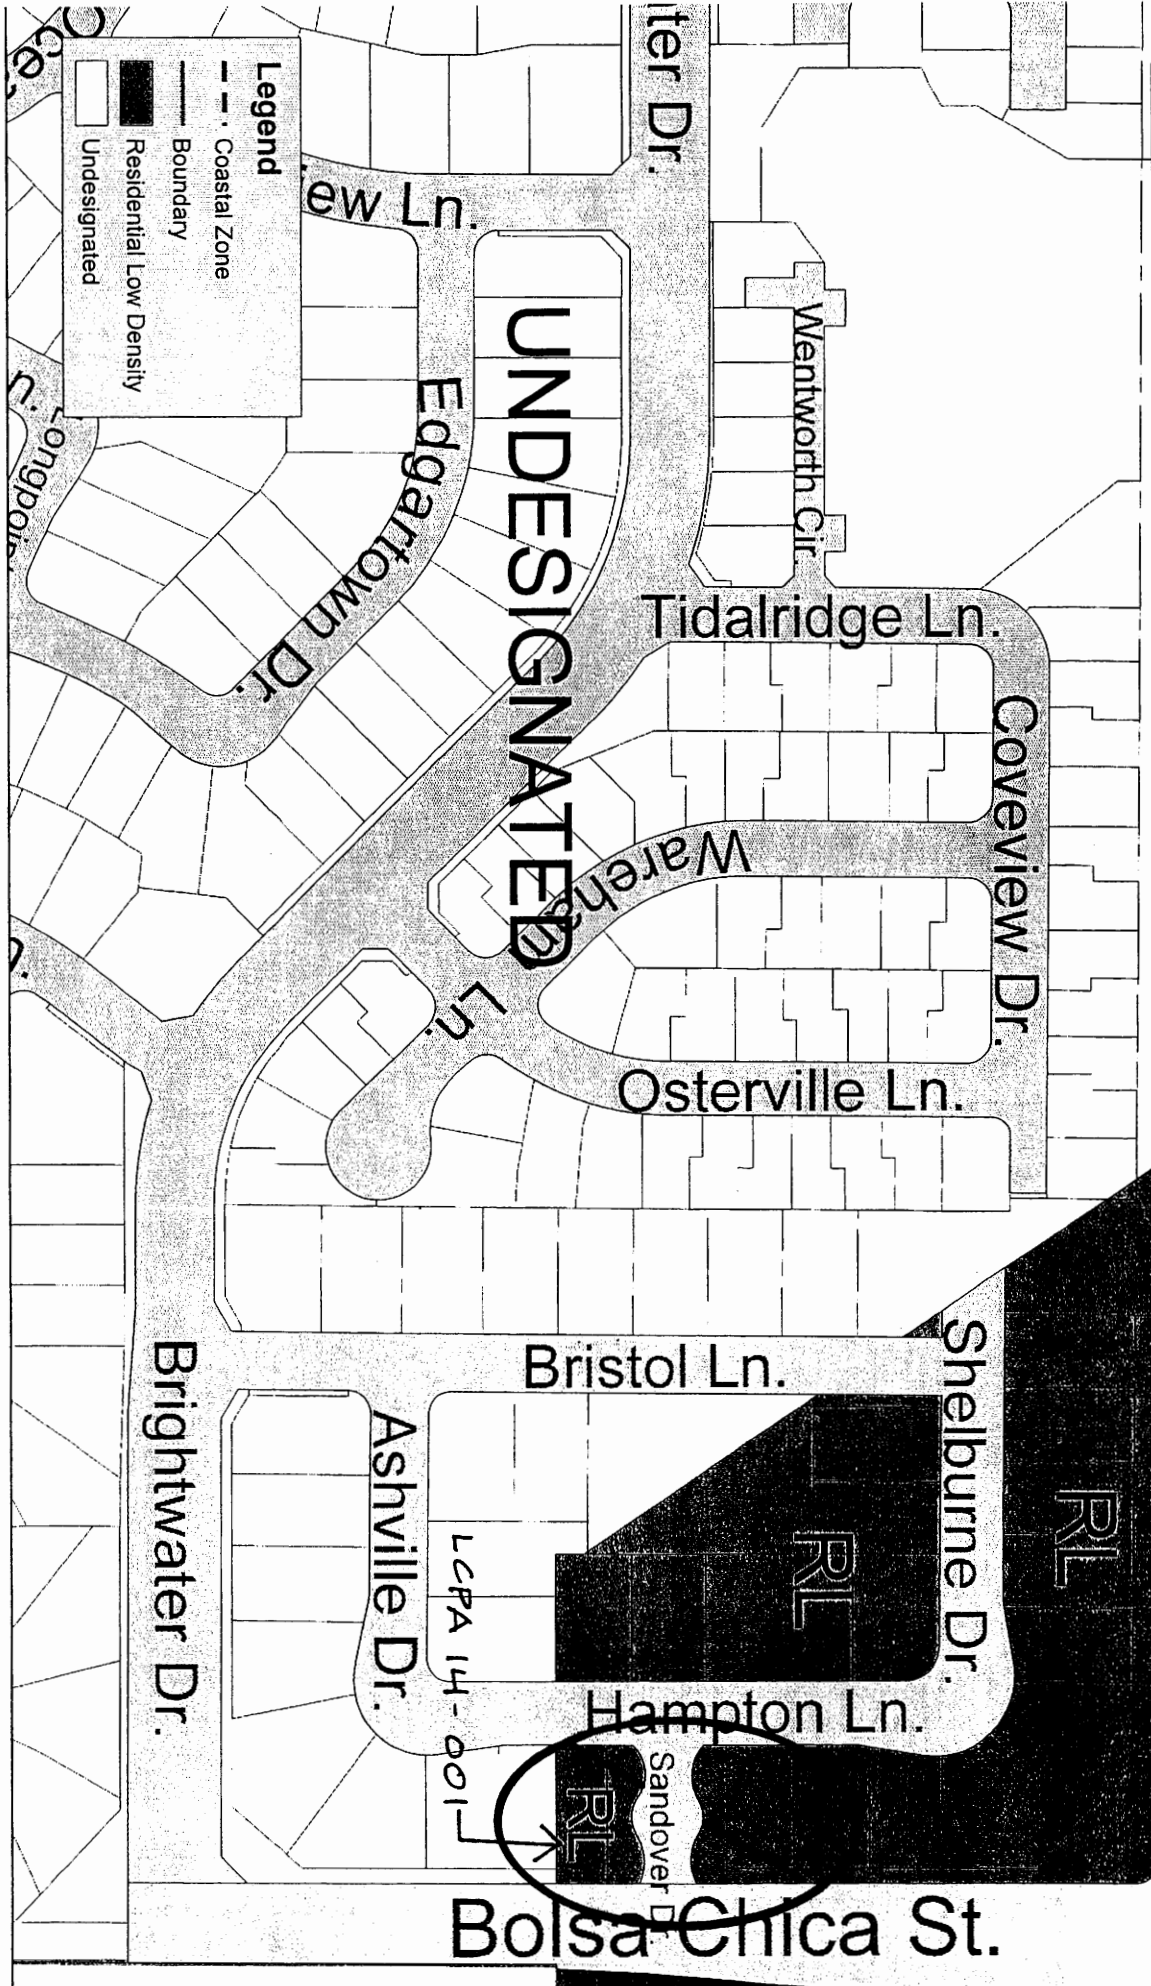 Legend
Coastal Zone
Boundary
Residential Low Density
Undesignated
ter Dr.
ew Ln.
Wentworth Cir.
Edgartown Dr.
UNDESIGNATED
Tidalridge Ln.
Coveview Dr.
Ln.
Osterville Ln.
Bristol Ln.
Shelburne Dr.
Ashville Dr.
Brightwater Dr.
RL
RL
Hampton Ln.
LCPA 14-001
RL
Sandover Dr.
Bolsa Chica St.